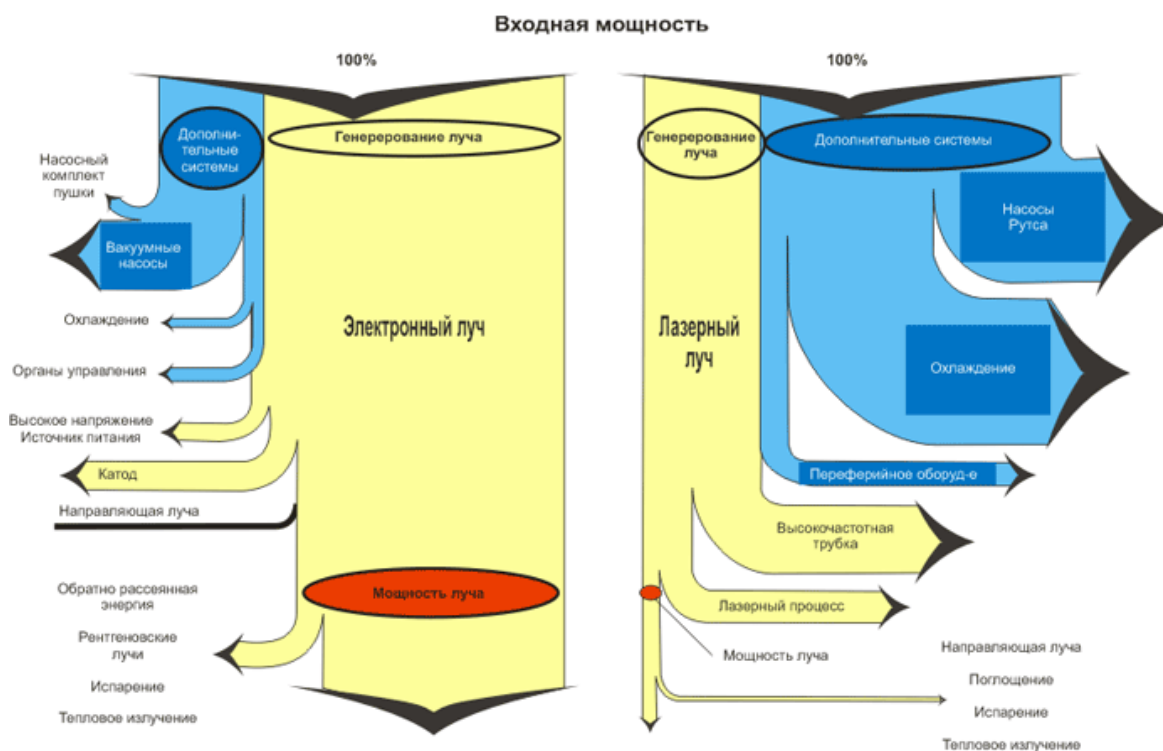 Входная мощность
100%
Дополни-
тельные
системы
Генерерование луча
Насосный
комплект
пушки
Вакуумные
насосы
Охлаждение
Органы управления
Высокое напряжение
Источник питания
Катод
Направляющая луча
Электронный луч
Мощность луча
Обратно рассеянная
энергия
Рентгеновские
лучи
Испарение
Тепловое излучение
100%
Генерерование
луча
Дополнительные системы
Насосы
Рутса
Лазерный
луч
Охлаждение
Переферийное оборуд-е
Высокочастотная
трубка
Лазерный процесс
Мощность луча
Направляющая луча
Поглощение
Испарение
Тепловое излучение